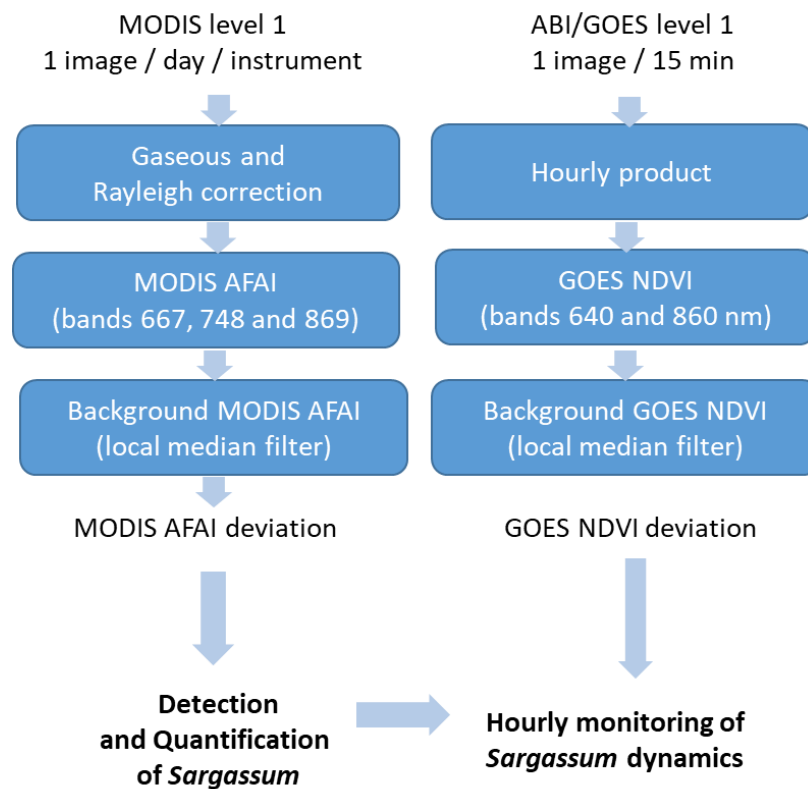 MODIS level 1
1 image / day / instrument
Gaseous and
Rayleigh correction
MODIS AFAI
(bands 667, 748 and 869)
Background MODIS AFAI
(local median filter)
MODIS AFAI deviation
Detection
and Quantification
of Sargassum
ABI/GOES level 1
1 image / 15 min
Hourly product
GOES NDVI
(bands 640 and 860 nm)
Background GOES NDVI
(local median filter)
GOES NDVI deviation
Hourly monitoring of
Sargassum dynamics